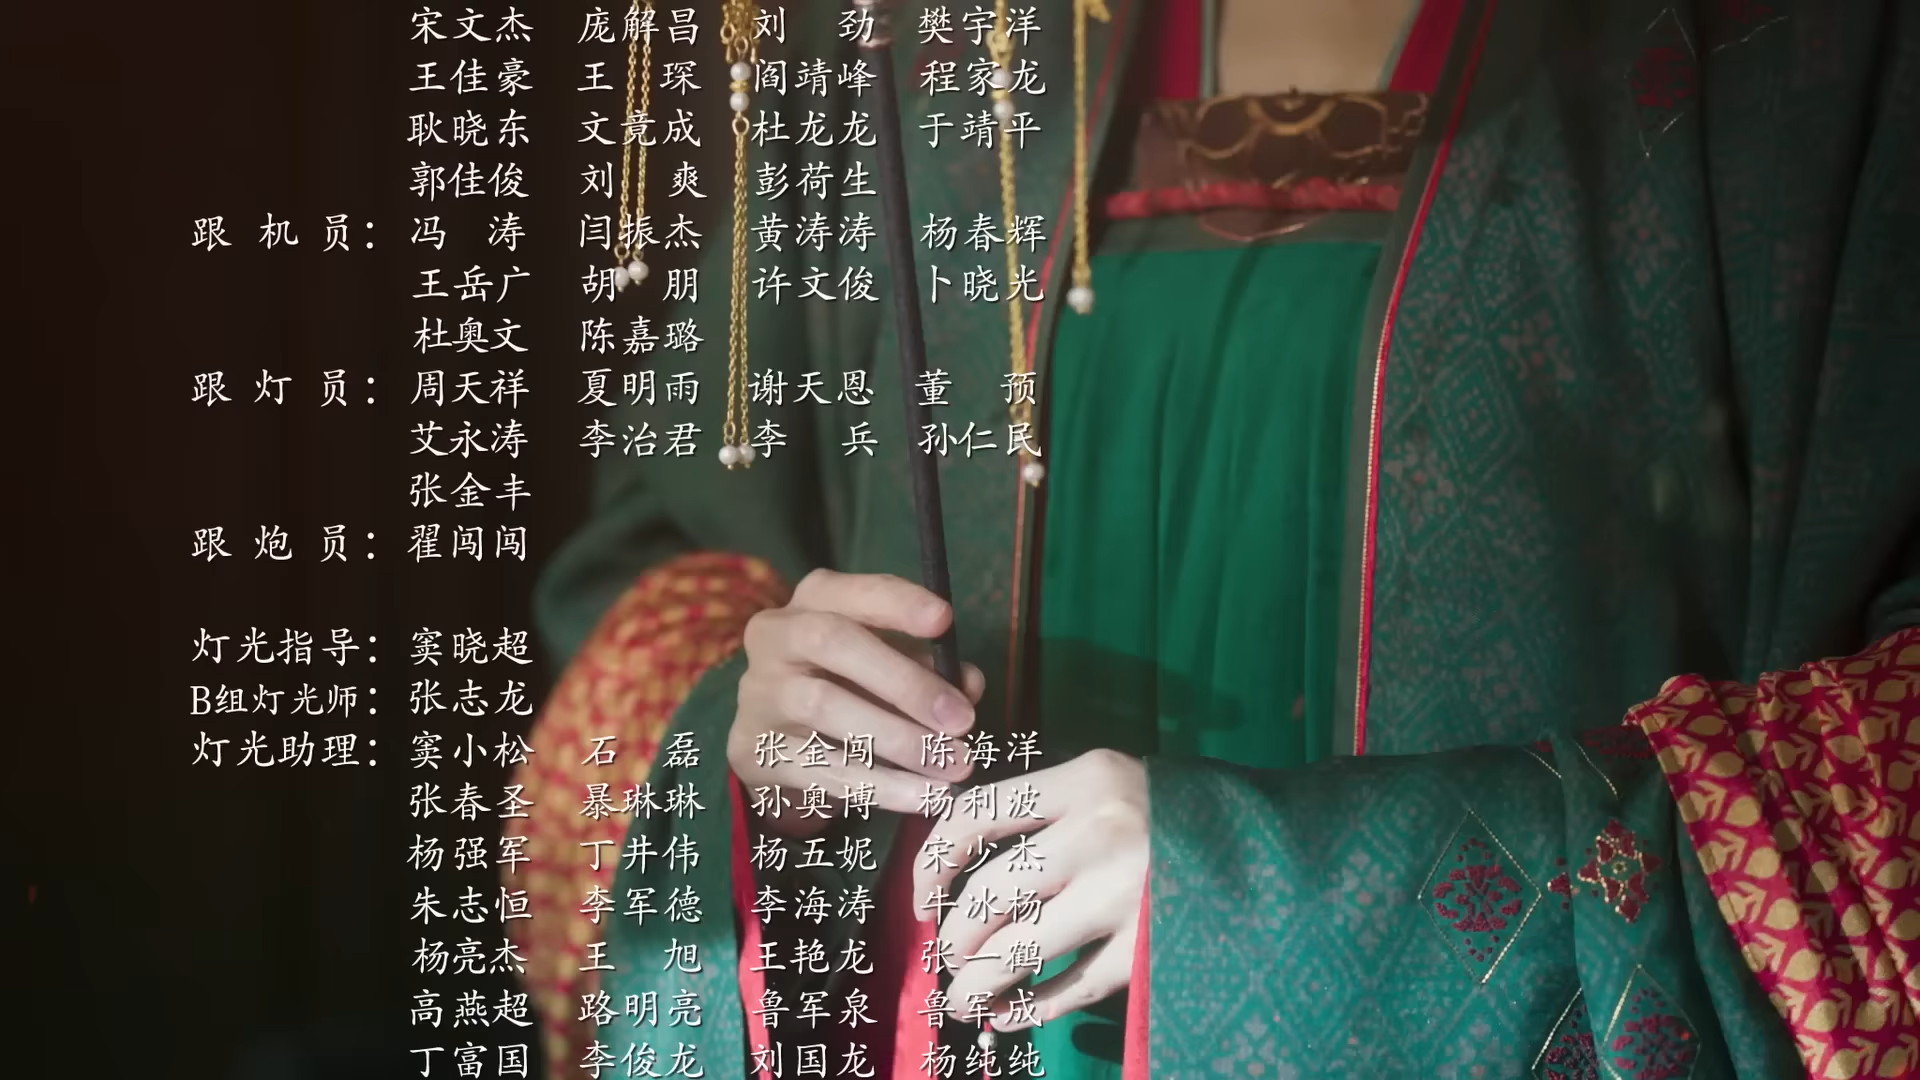 宋文杰 庞解昌 刘劲 樊宇洋
王佳豪 王琛 阎靖峰 程家龙
耿晓东 文竟成 杜龙龙 于靖平
郭佳俊 刘爽 彭荷生
跟机员：冯涛 闫振杰 黄涛涛 杨春辉
王岳广 胡朋 许文俊 卜晓光
杜奥文 陈嘉璐
跟灯员：周天祥 夏明雨 谢天恩 董预
艾永涛 李治君 李兵 孙仁民
张金丰
跟炮员：翟闯闯
灯光指导：窦晓超
B组灯光师：张志龙
灯光助理：窦小松 石磊 张金闯 陈海洋
张春圣 暴琳琳 孙奥博 杨利波
杨强军 丁井伟 杨五妮 宋少杰
朱志恒 李军德 李海涛 牛冰杨
杨亮杰 王旭 王艳龙 张一鹤
高燕超 路明亮 鲁军泉 鲁军成
丁富国 李俊龙 刘国龙 杨纯纯